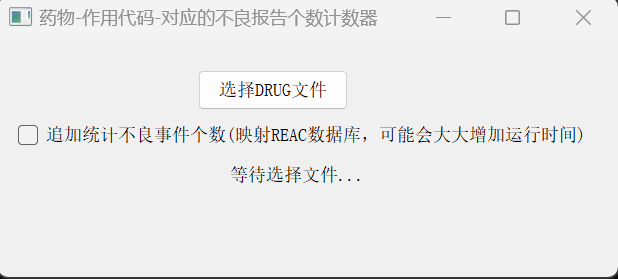 药物-作用代码-对应的不良报告个数计数器
选择DRUG文件
追加统计不良事件个数(映射REAC数据库，可能会大大增加运行时间)
等待选择文件...